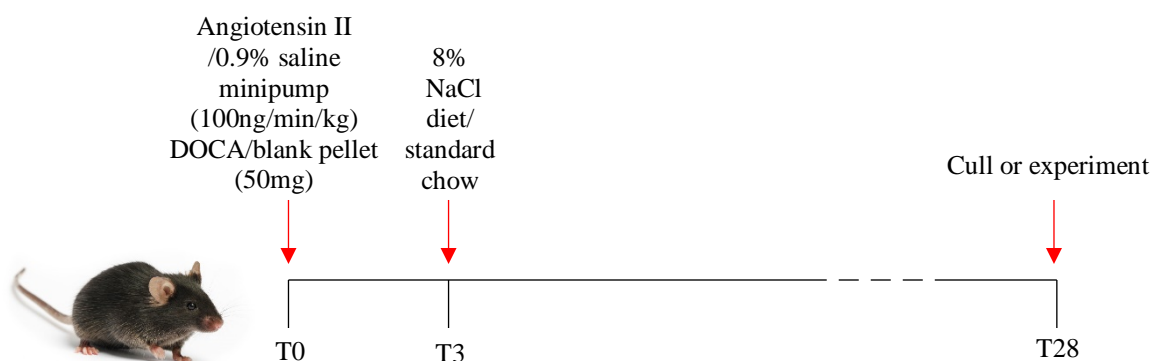 Angiotensin II
/0.9% saline
minipump
(100ng/min/kg)
DOCA/blank pellet
(50mg)
8%
NaCl
diet/
standard
chow
Cull or experiment
T0
T3
T28